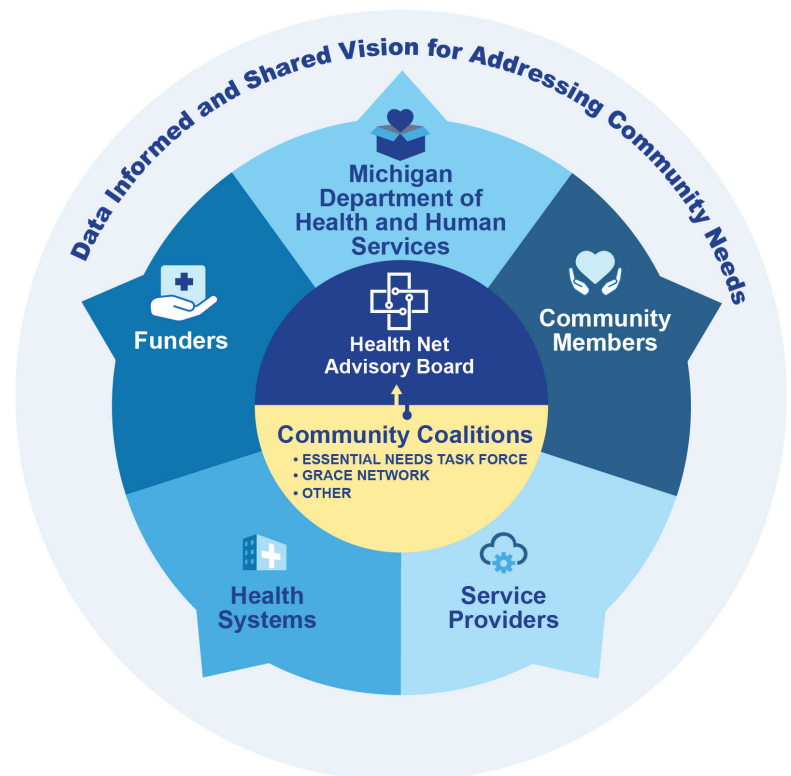 Data Informed and Shared Vision for Addressing Community Needs
Michigan
Department of
Health and Human
Services
Funders
Community
Members
Health Net
Advisory Board
Community Coalitions
• ESSENTIAL NEEDS TASK FORCE
• GRACE NETWORK
• OTHER
Health
Systems
Service
Providers